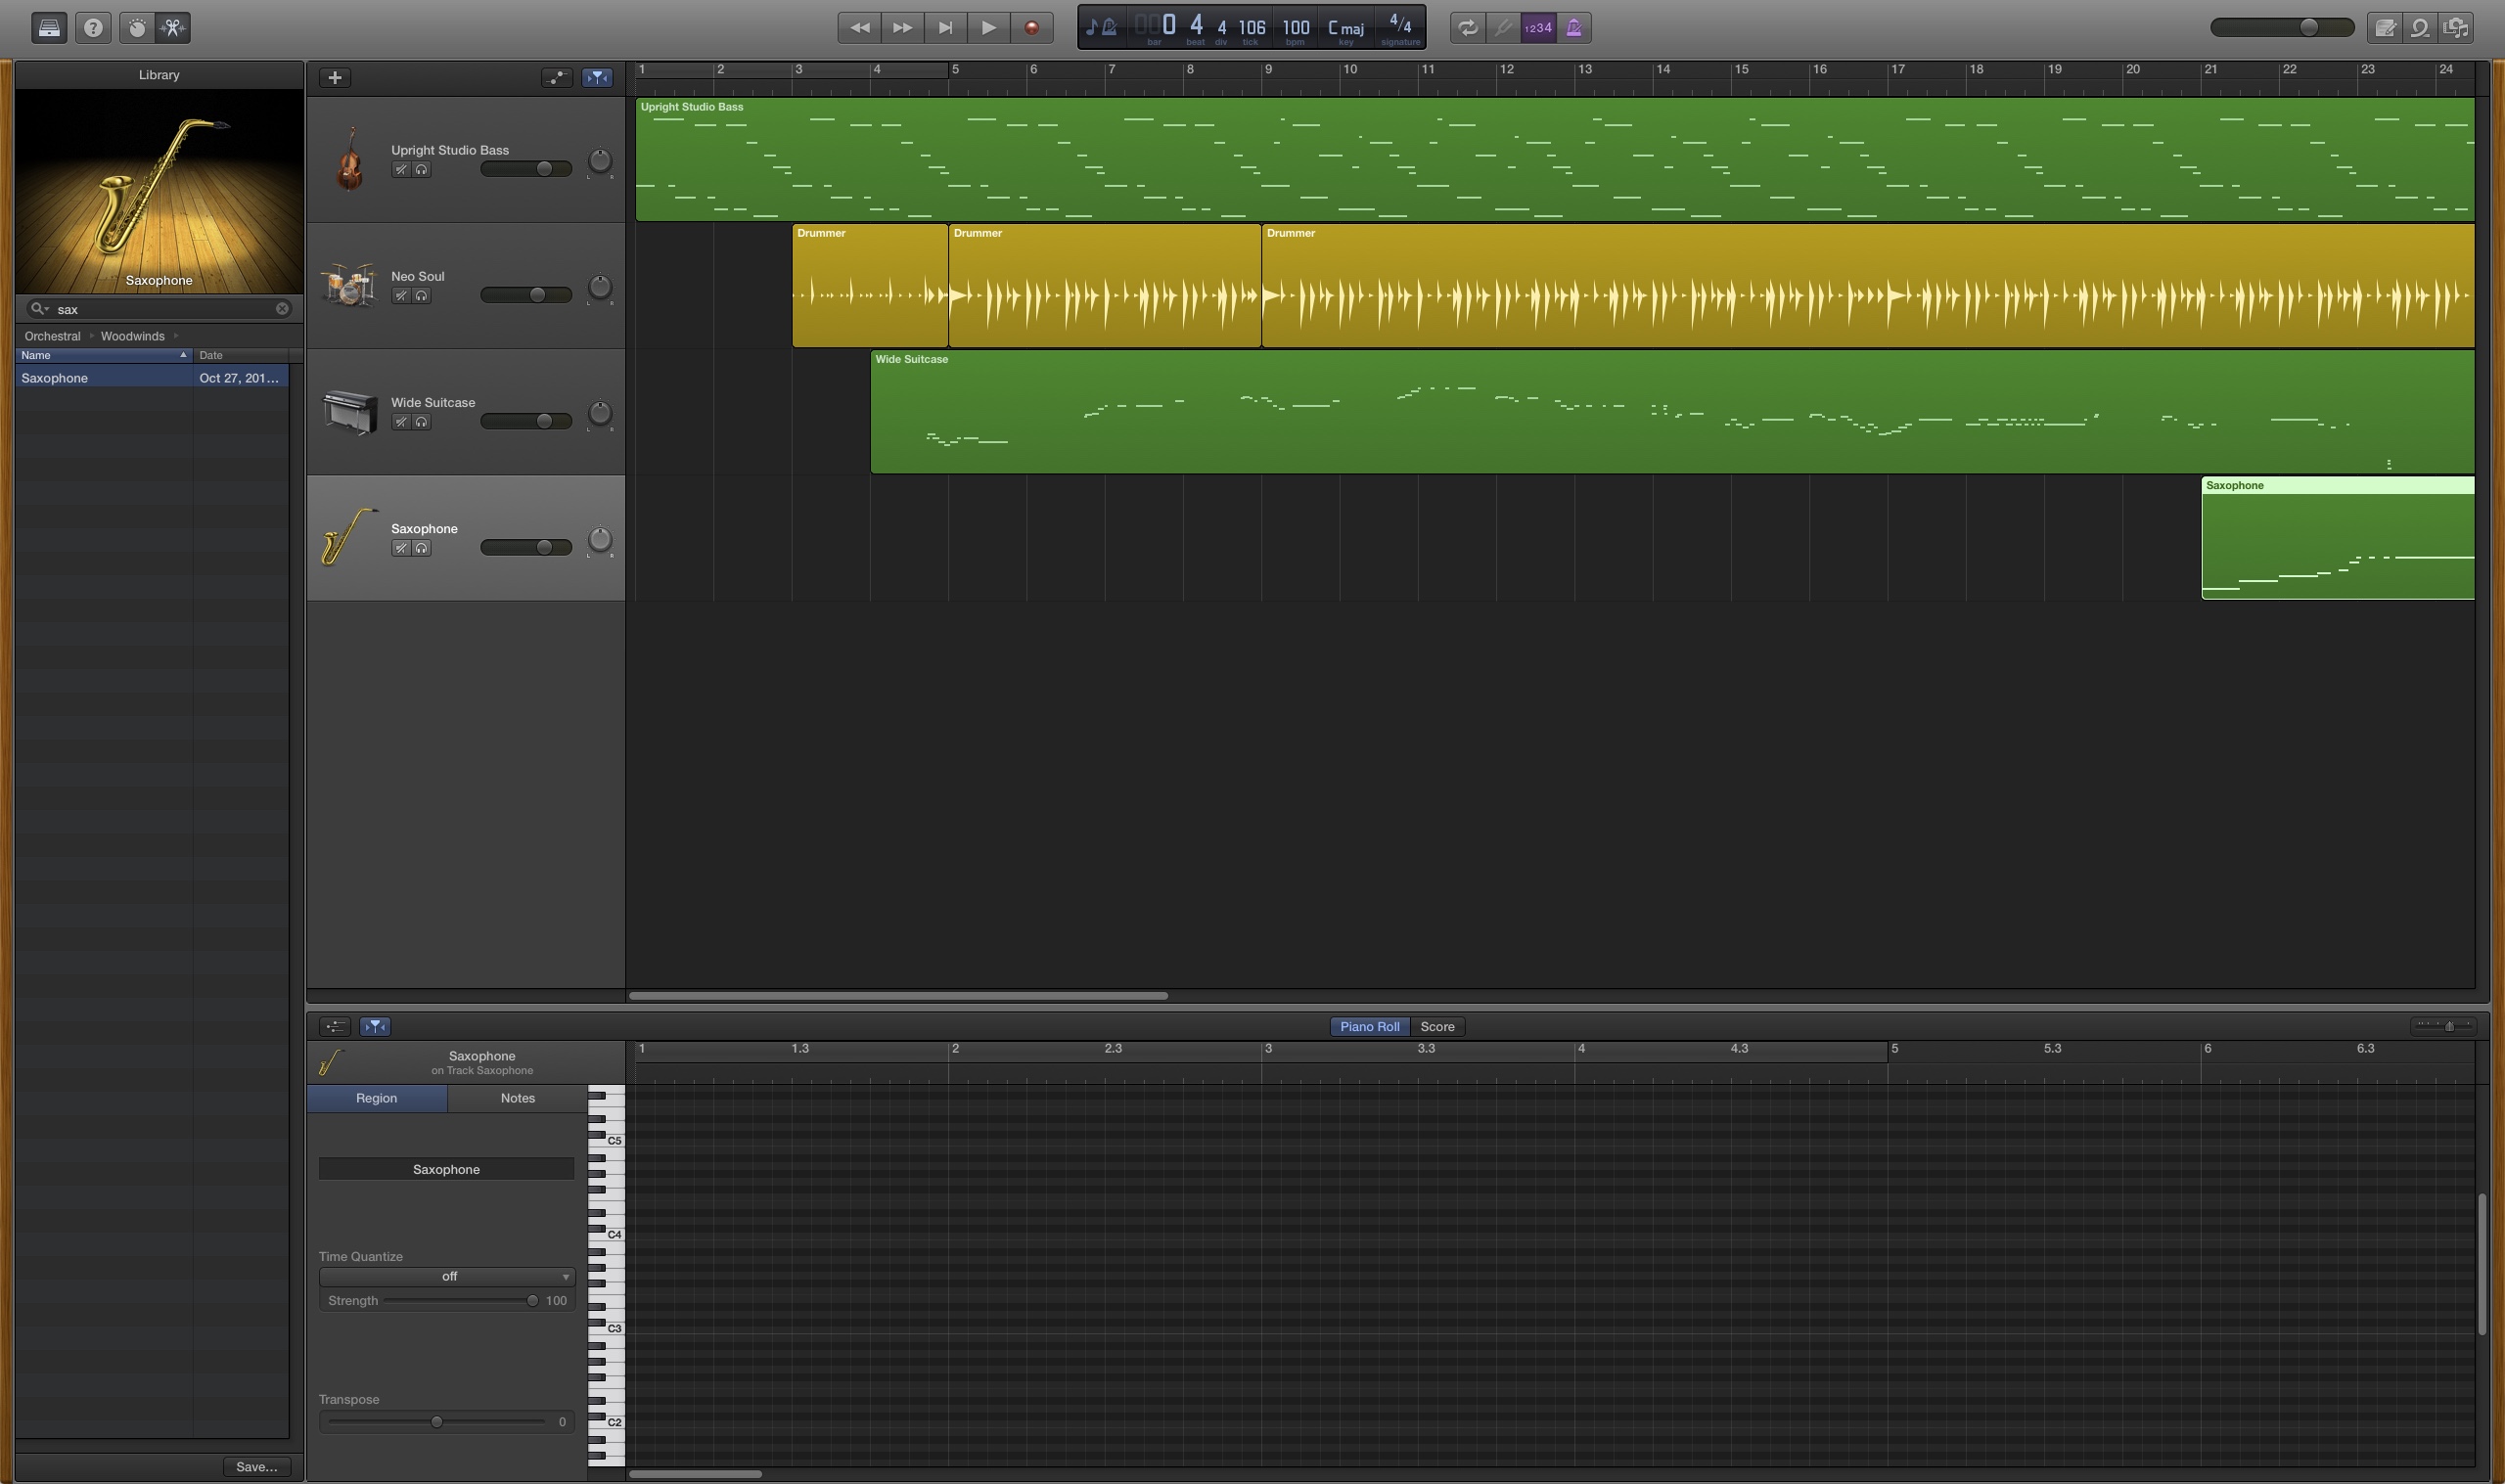 0 4 4 106 100 C maj 4/4
bar beat div tick bpm key signature
1234
Library
Saxophone
sax
Orchestral Woodwinds
Name Date
Saxophone Oct 27, 201…
Save…
1 2 3 4 5 6 7 8 9 10 11 12 13 14 15 16 17 18 19 20 21 22 23 24
Upright Studio Bass
L R
Upright Studio Bass
Neo Soul
L R
Drummer Drummer Drummer
Wide Suitcase
L R
Wide Suitcase
Saxophone
L R
Saxophone
Piano Roll Score
Saxophone
on Track Saxophone
1 1.3 2 2.3 3 3.3 4 4.3 5 5.3 6 6.3
Region Notes
Saxophone
Time Quantize
off
Strength 100
Transpose
0
C5
C4
C3
C2